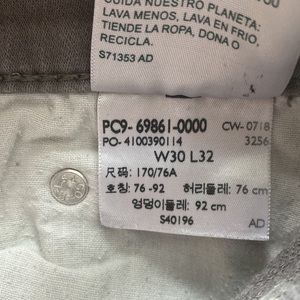 CUIDA NUESTRO PLANETA:
LAVA MENOS, LAVA EN FRIO,
TIENDE LA ROPA, DONA O
RECICLA.
S71353 AD
PC9- 69861-0000 CW- 0718
PO- 4100390114 3256
W30 L32
尺码: 170/76A
호칭: 76 -92 허리둘레: 76 cm
엉덩이둘레: 92 cm
S40196 AD